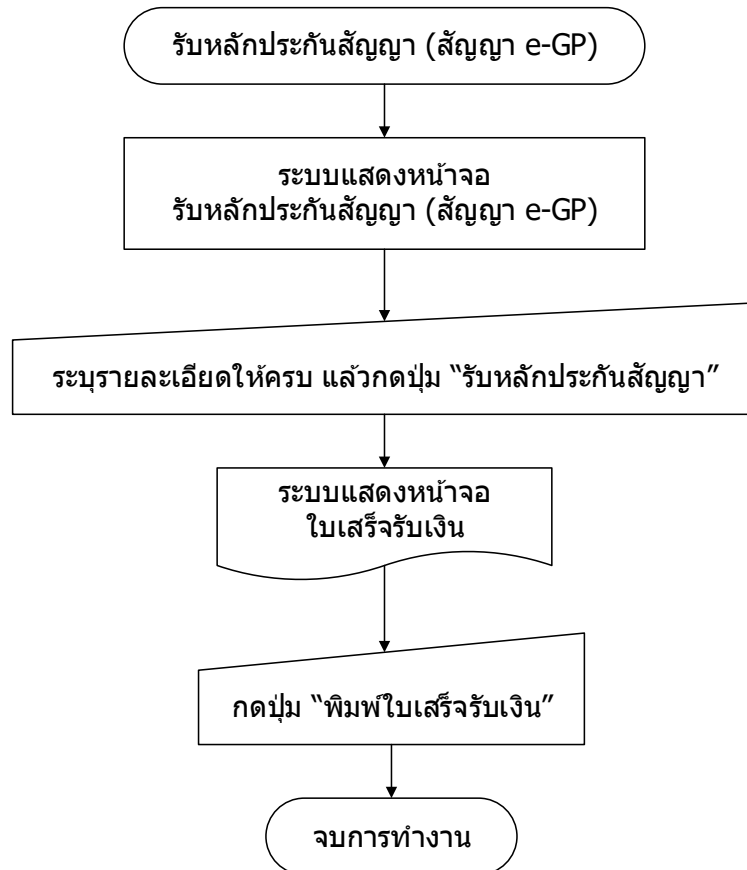 รับหลักประกันสัญญา (สัญญา e-GP)
ระบบแสดงหน้าจอ
รับหลักประกันสัญญา (สัญญา e-GP)
ระบุรายละเอียดให้ครบ แล้วกดปุ่ม “รับหลักประกันสัญญา”
ระบบแสดงหน้าจอ
ใบเสร็จรับเงิน
กดปุ่ม “พิมพ์ใบเสร็จรับเงิน”
จบการทำงาน